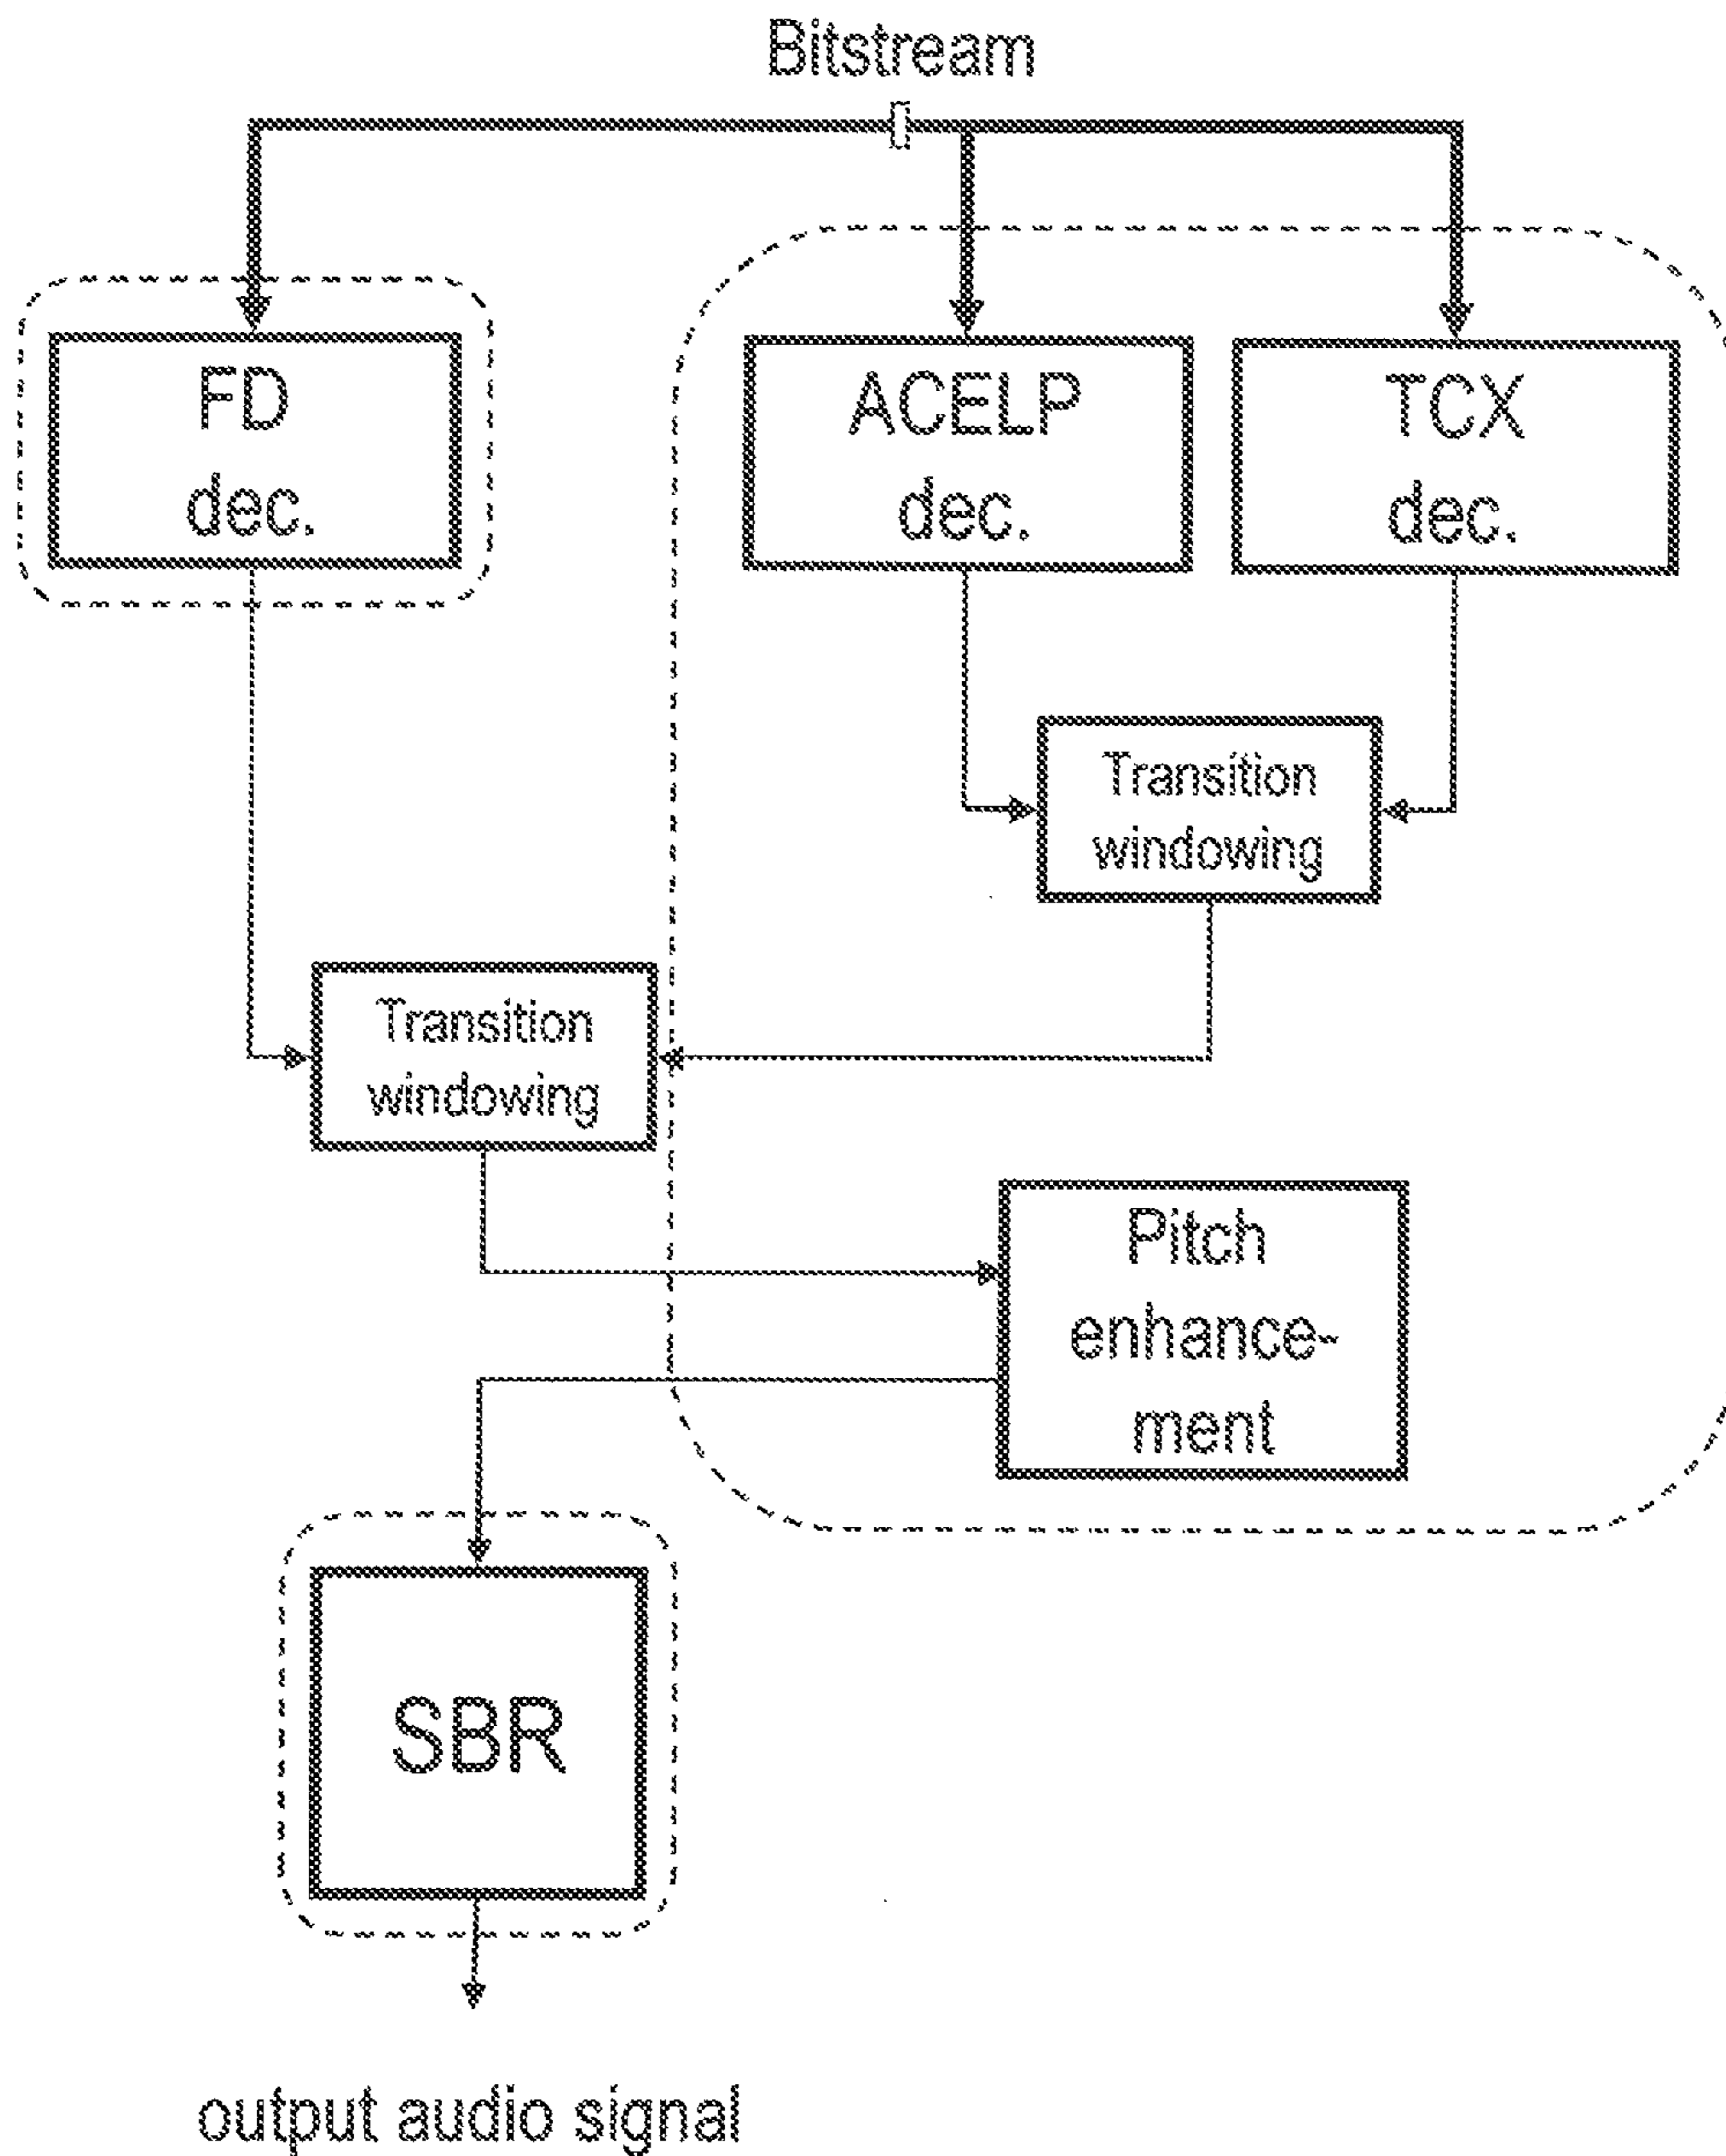 Bitstream
FD
dec.
ACELP
dec.
TCX
dec.
Transition
windowing
Transition
windowing
Pitch
enhance-
ment
SBR
output audio signal